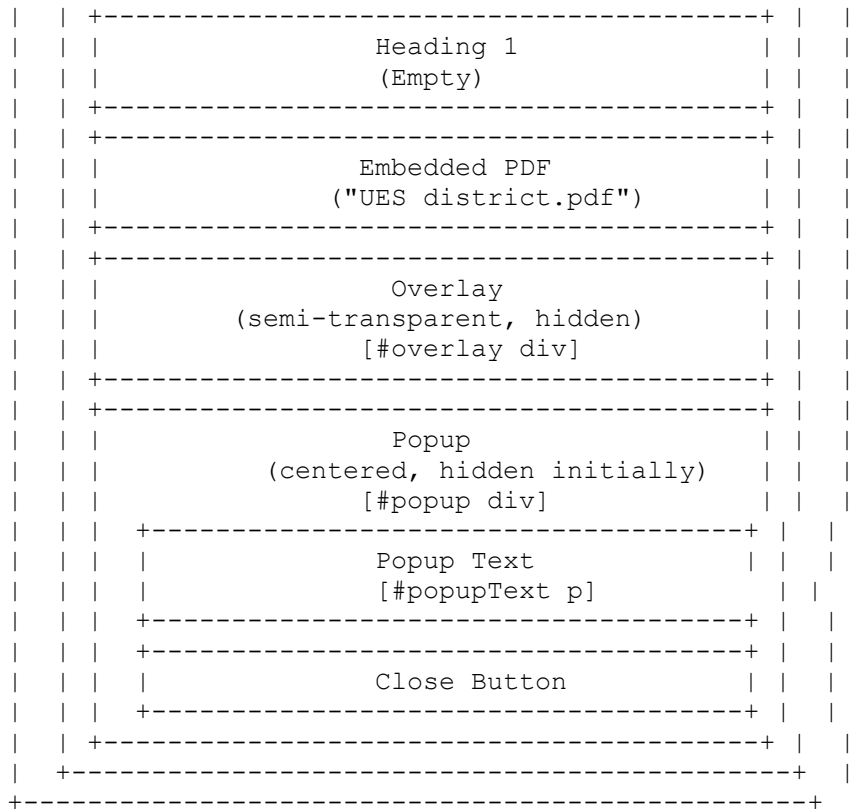 Heading 1
(Empty)
Embedded PDF
("UES district.pdf")
Overlay
(semi-transparent, hidden)
[#overlay div]
Popup
(centered, hidden initially)
[#popup div]
Popup Text
[#popupText p]
Close Button